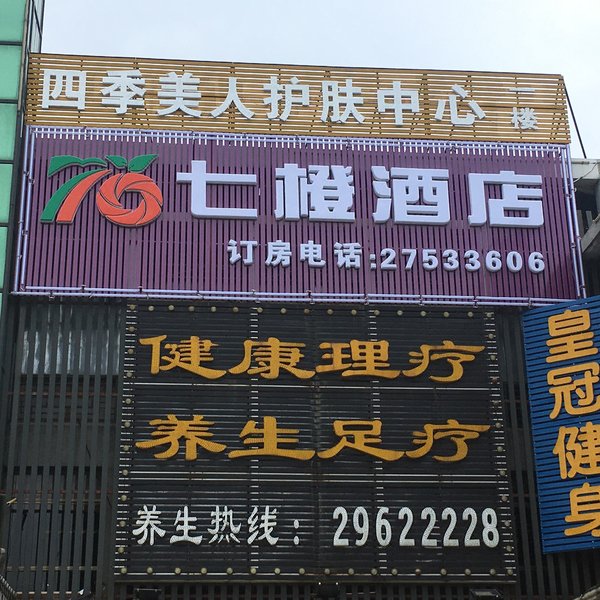 四季美人护肤中心 二楼
七橙酒店
订房电话:27533606
健康理疗
养生足疗
养生热线：29622228
皇冠健身